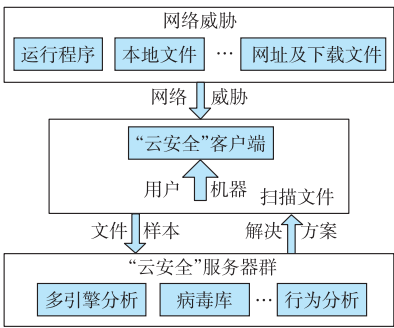 网络威胁
运行程序 本地文件 … 网址及下载文件
网络 威胁
“云安全”客户端
用户 机器
扫描文件
文件 样本 解决 方案
“云安全”服务器群
多引擎分析 病毒库 … 行为分析